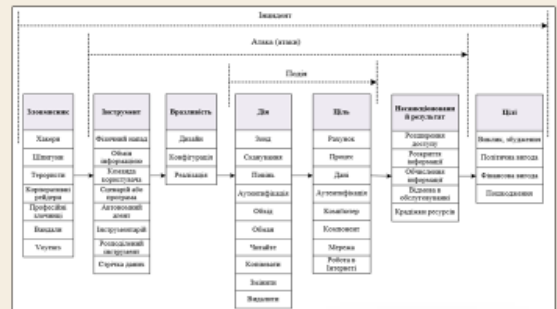 Інцидент
Атака (атаки)
Подія
Зловмисник
Хакери
Шпигуни
Терористи
Корпоративні
рейдери
Професійні
злочинці
Вандали
Voyeurs
Інструмент
Фізичний напад
Обмін
інформацією
Команда
користувача
Сценарій або
програма
Автономний
агент
Інструментарій
Розподілений
інструмент
Стрічка даних
Вразливість
Дизайн
Конфігурація
Реалізація
Дія
Зонд
Сканування
Повінь
Аутентифікація
Обхід
Обман
Читайте
Копіювати
Змінити
Видалити
Ціль
Рахунок
Процес
Дані
Аутентифікація
Комп'ютер
Компонент
Мережа
Робота в
Інтернеті
Несанкціонований
й результат
Розширення
доступу
Розкриття
інформації
Обчислення
інформації
Відмова в
обслуговуванні
Крадіжки ресурсів
Цілі
Виклик, збудження
Політична вигода
Фінансова вигода
Пошкодження